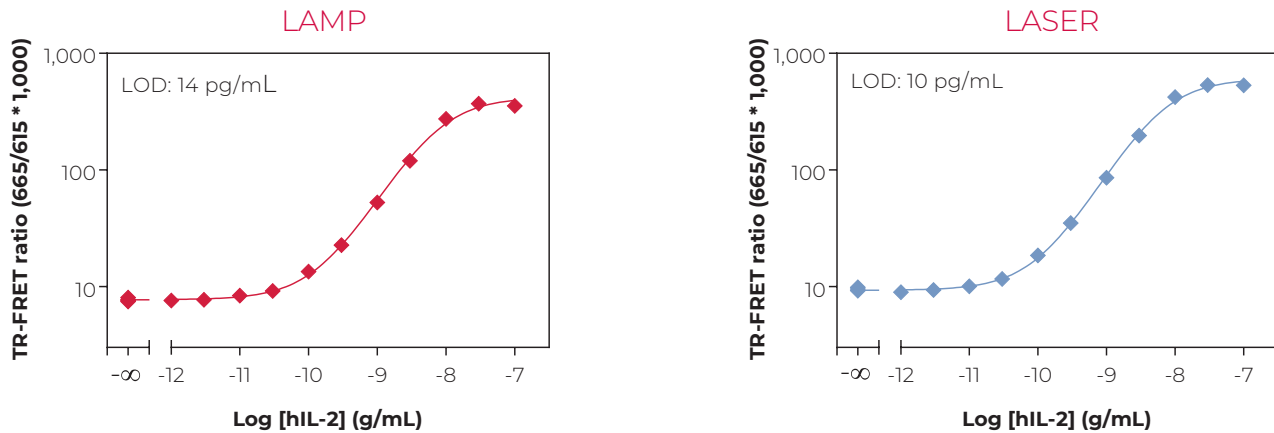 LAMP
TR-FRET ratio (665/615 * 1,000)
1,000
100
10
LOD: 14 pg/mL
-∞ -12 -11 -10 -9 -8 -7
Log [hIL-2] (g/mL)
LASER
TR-FRET ratio (665/615 * 1,000)
1,000
100
10
LOD: 10 pg/mL
-∞ -12 -11 -10 -9 -8 -7
Log [hIL-2] (g/mL)